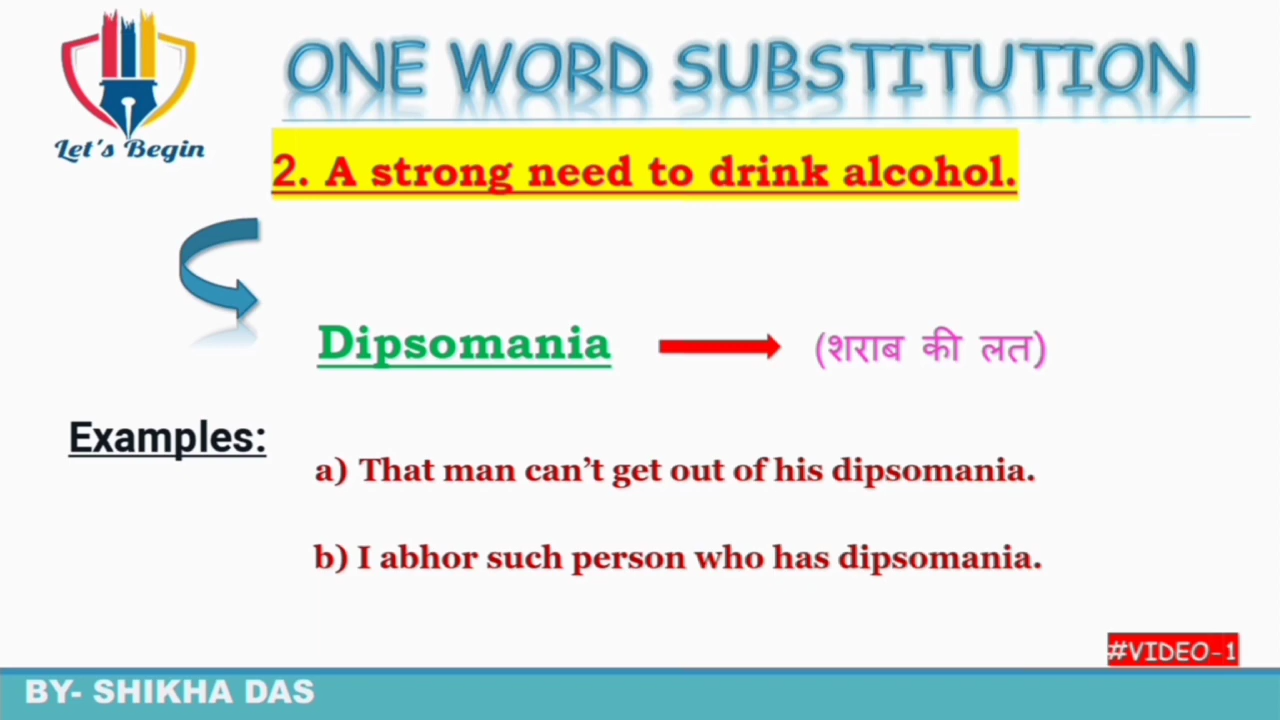 ONE WORD SUBSTITUTION
Let's Begin
2. A strong need to drink alcohol.
Dipsomania
(शराब की लत)
Examples:
a) That man can't get out of his dipsomania.
b) I abhor such person who has dipsomania.
#VIDEO-1
BY- SHIKHA DAS